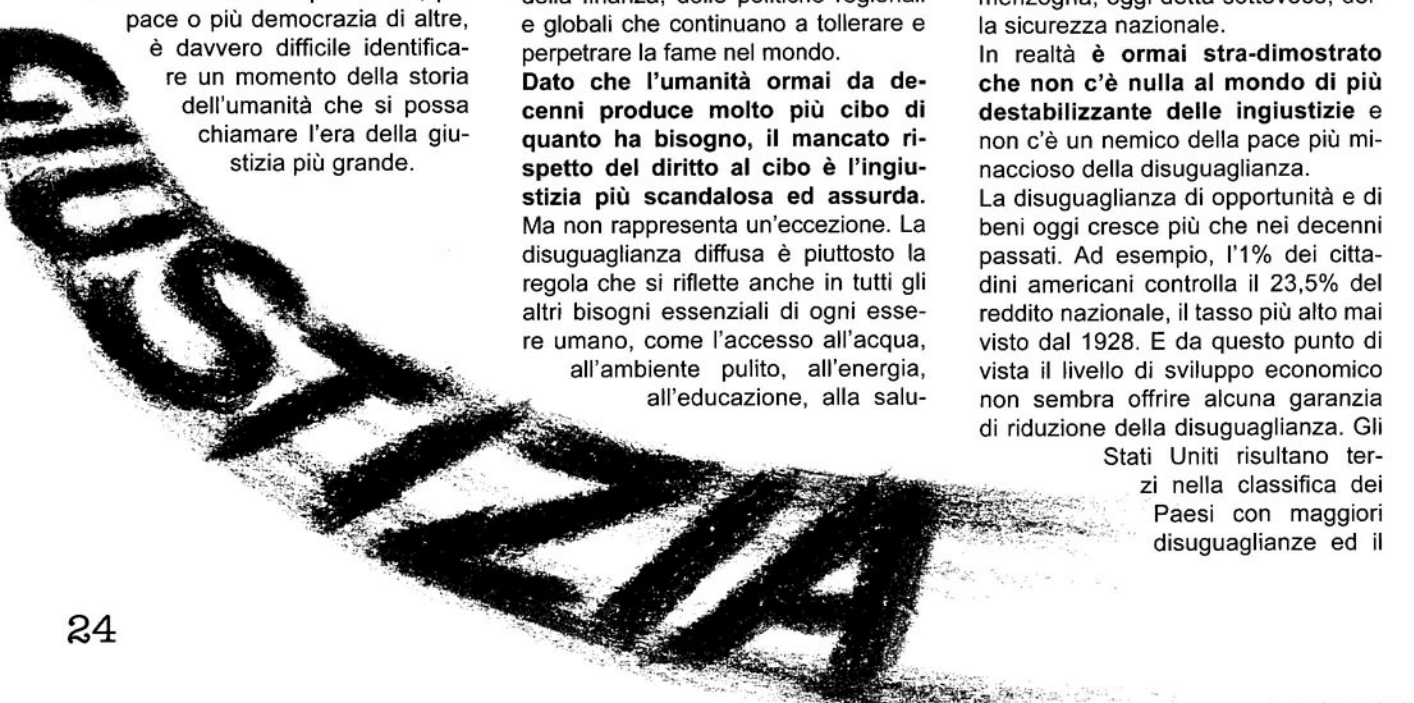 pace o più democrazia di altre,
è davvero difficile identifica-
re un momento della storia
dell'umanità che si possa
chiamare l'era della giu-
stizia più grande.
e globali che continuano a tollerare e
perpetrare la fame nel mondo.
Dato che l'umanità ormai da de-
cenni produce molto più cibo di
quanto ha bisogno, il mancato ri-
spetto del diritto al cibo è l'ingiu-
stizia più scandalosa ed assurda.
Ma non rappresenta un'eccezione. La
disuguaglianza diffusa è piuttosto la
regola che si riflette anche in tutti gli
altri bisogni essenziali di ogni esse-
re umano, come l'accesso all'acqua,
all'ambiente pulito, all'energia,
all'educazione, alla salu-
la sicurezza nazionale.
In realtà è ormai stra-dimostrato
che non c'è nulla al mondo di più
destabilizzante delle ingiustizie e
non c'è un nemico della pace più mi-
naccioso della disuguaglianza.
La disuguaglianza di opportunità e di
beni oggi cresce più che nei decenni
passati. Ad esempio, l'1% dei citta-
dini americani controlla il 23,5% del
reddito nazionale, il tasso più alto mai
visto dal 1928. E da questo punto di
vista il livello di sviluppo economico
non sembra offrire alcuna garanzia
di riduzione della disuguaglianza. Gli
Stati Uniti risultano ter-
zi nella classifica dei
Paesi con maggiori
disuguaglianze ed il
GIUSTIZIA
24